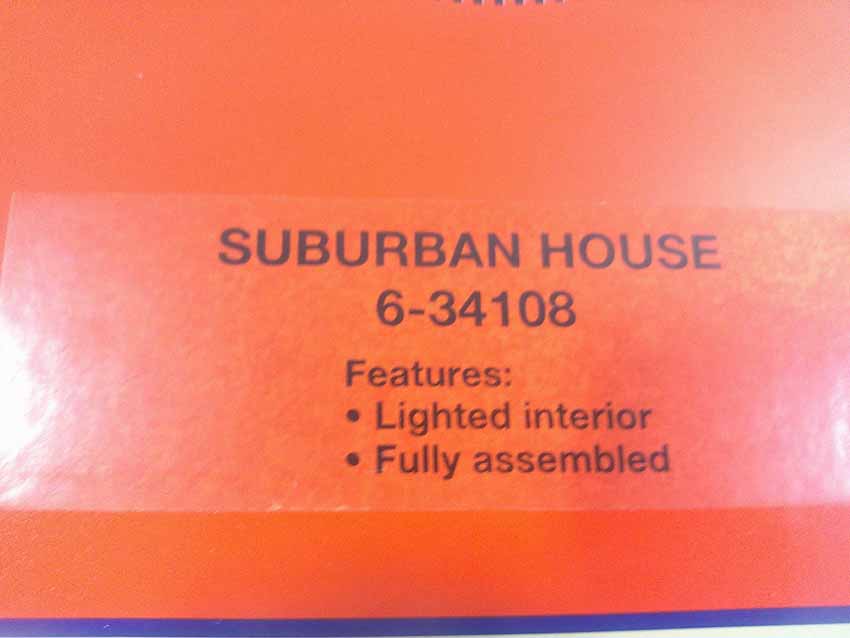 SUBURBAN HOUSE
6-34108
Features:
• Lighted interior
• Fully assembled